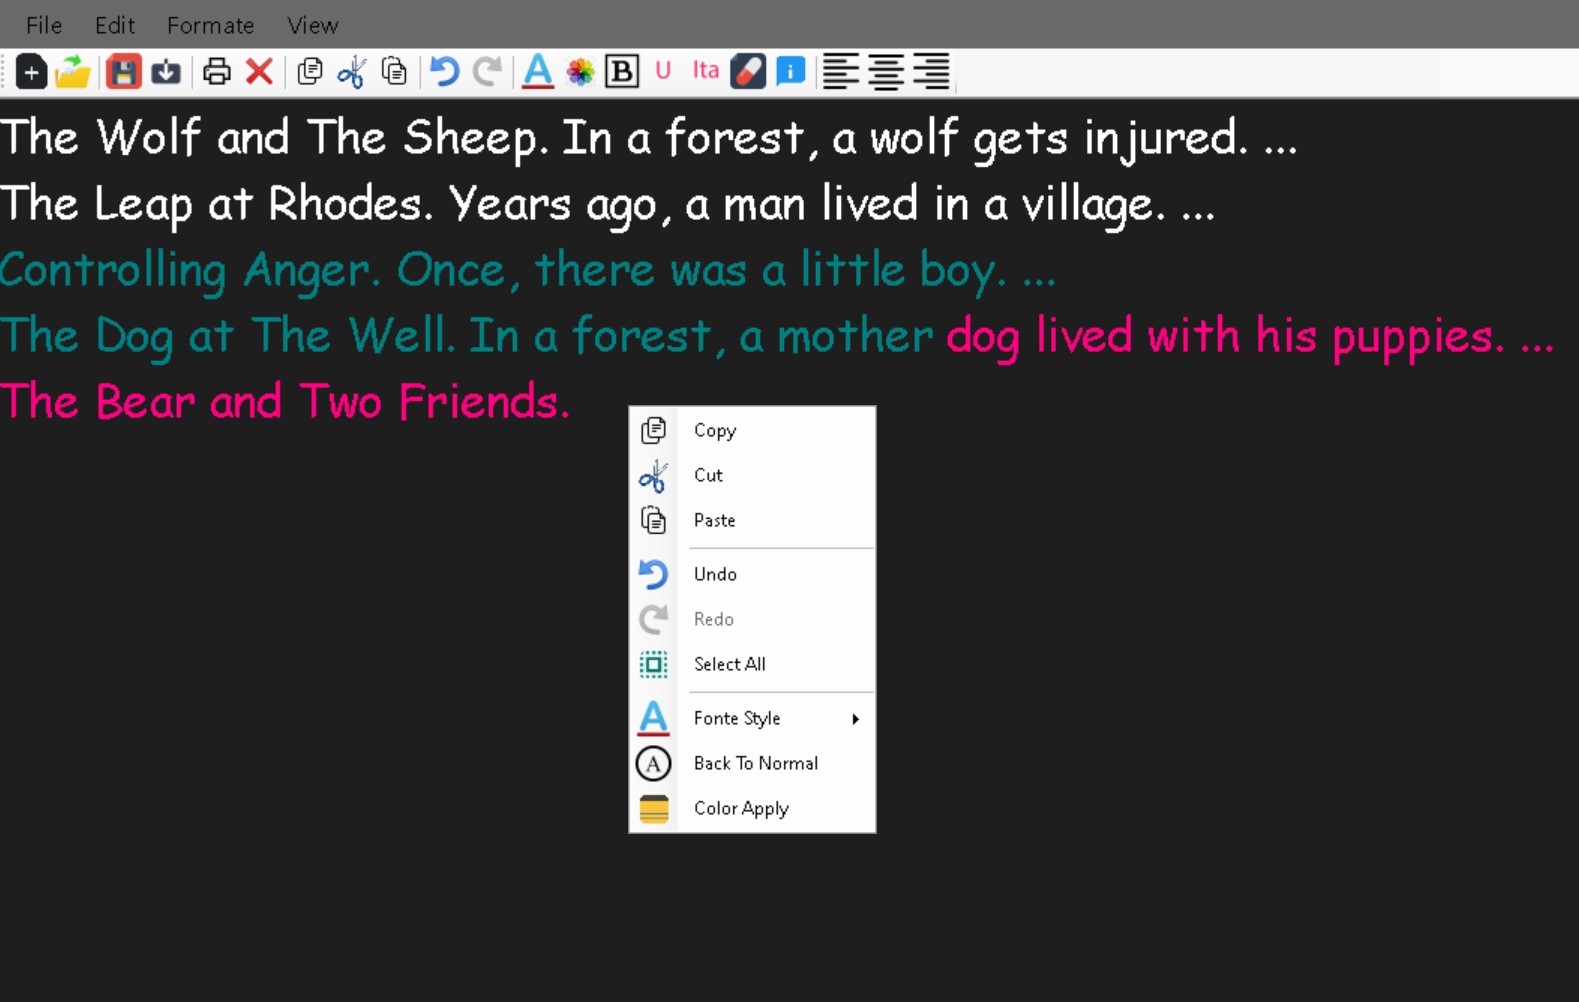 File Edit Formate View
B U Ita
The Wolf and The Sheep. In a forest, a wolf gets injured. ...
The Leap at Rhodes. Years ago, a man lived in a village. ...
Controlling Anger. Once, there was a little boy. ...
The Dog at The Well. In a forest, a mother dog lived with his puppies. ...
The Bear and Two Friends.
Copy
Cut
Paste
Undo
Redo
Select All
Fonte Style
Back To Normal
Color Apply